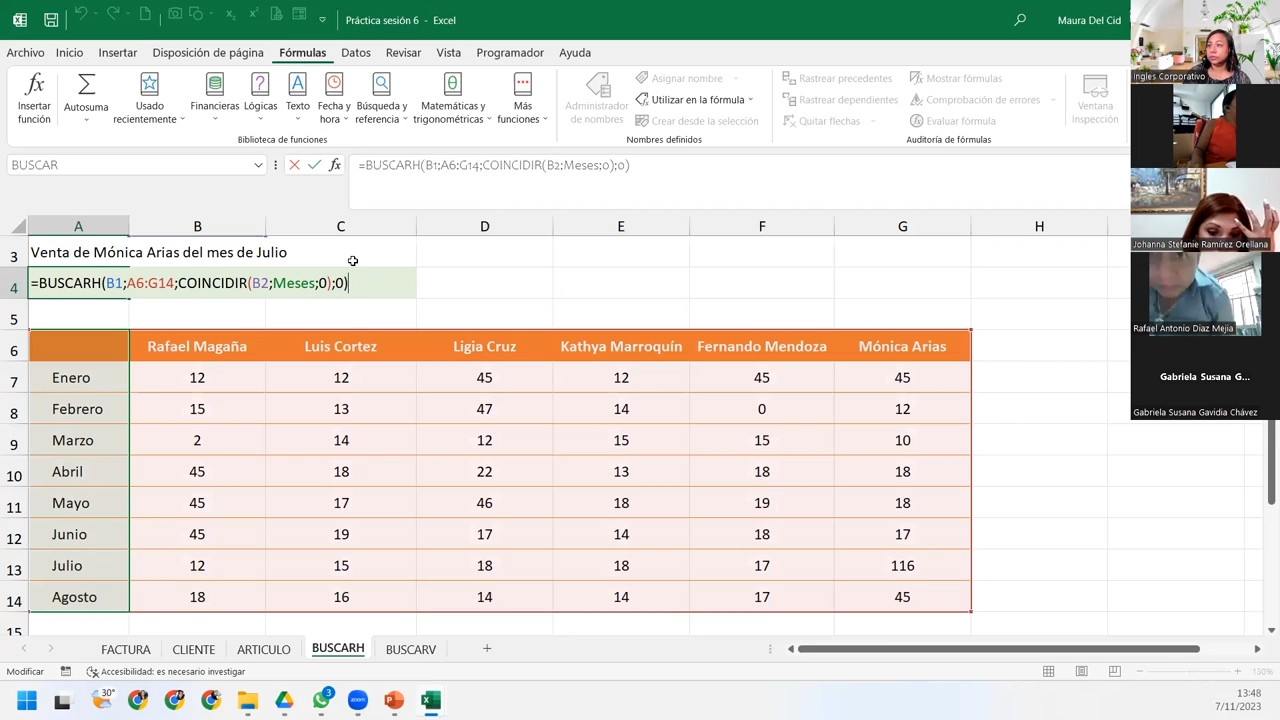 Práctica sesión 6 - Excel
Maura Del Cid
Archivo Inicio Insertar Disposición de página Fórmulas Datos Revisar Vista Programador Ayuda
Insertar función
Autosuma
Usado recientemente
Financieras
Lógicas
Texto
Fecha y hora
Búsqueda y referencia
Matemáticas y trigonométricas
Más funciones
Biblioteca de funciones
Administrador de nombres
Asignar nombre
Utilizar en la fórmula
Crear desde la selección
Nombres definidos
Rastrear precedentes
Rastrear dependientes
Quitar flechas
Mostrar fórmulas
Comprobación de errores
Evaluar fórmula
Auditoría de fórmulas
Ventana Inspección
BUSCAR
fx
=BUSCARH(B1;A6:G14;COINCIDIR(B2;Meses;0);0)
A B C D E F G H
3 Venta de Mónica Arias del mes de Julio
4 =BUSCARH(B1;A6:G14;COINCIDIR(B2;Meses;0);0)
5
6 Rafael Magaña Luis Cortez Ligia Cruz Kathya Marroquín Fernando Mendoza Mónica Arias
7 Enero 12 12 45 12 45 45
8 Febrero 15 13 47 14 0 12
9 Marzo 2 14 12 15 15 10
10 Abril 45 18 22 13 18 18
11 Mayo 45 17 46 18 19 18
12 Junio 45 19 17 14 18 17
13 Julio 12 15 18 18 17 116
14 Agosto 18 16 14 14 17 45
15
FACTURA CLIENTE ARTICULO BUSCARH BUSCARV
Modificar
Accesibilidad: es necesario investigar
130%
30°
3
zoom
13:48
7/11/2023
Ingles Corporativo
Johanna Stefanie Ramírez Orellana
Rafael Antonio Diaz Mejia
Gabriela Susana G...
Gabriela Susana Gavidia Chávez